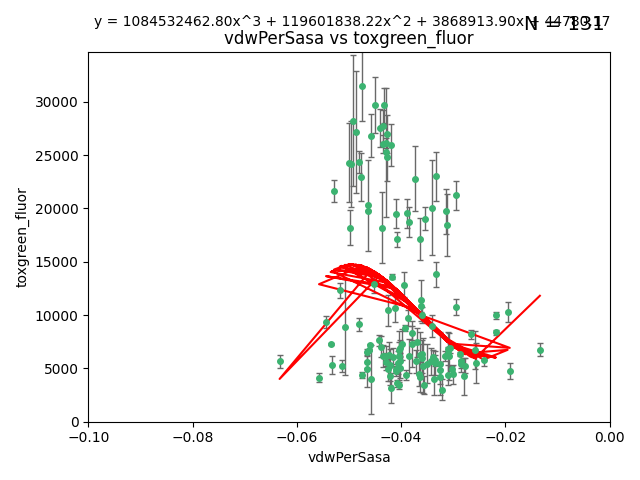 y = 1084532462.80x^3 + 119601838.22x^2 + 3868913.90x
N = 131
vdwPerSasa vs toxgreen_fluor
30000
25000
20000
15000
10000
5000
0
toxgreen_fluor
−0.10 −0.08 −0.06 −0.04 −0.02 0.00
vdwPerSasa